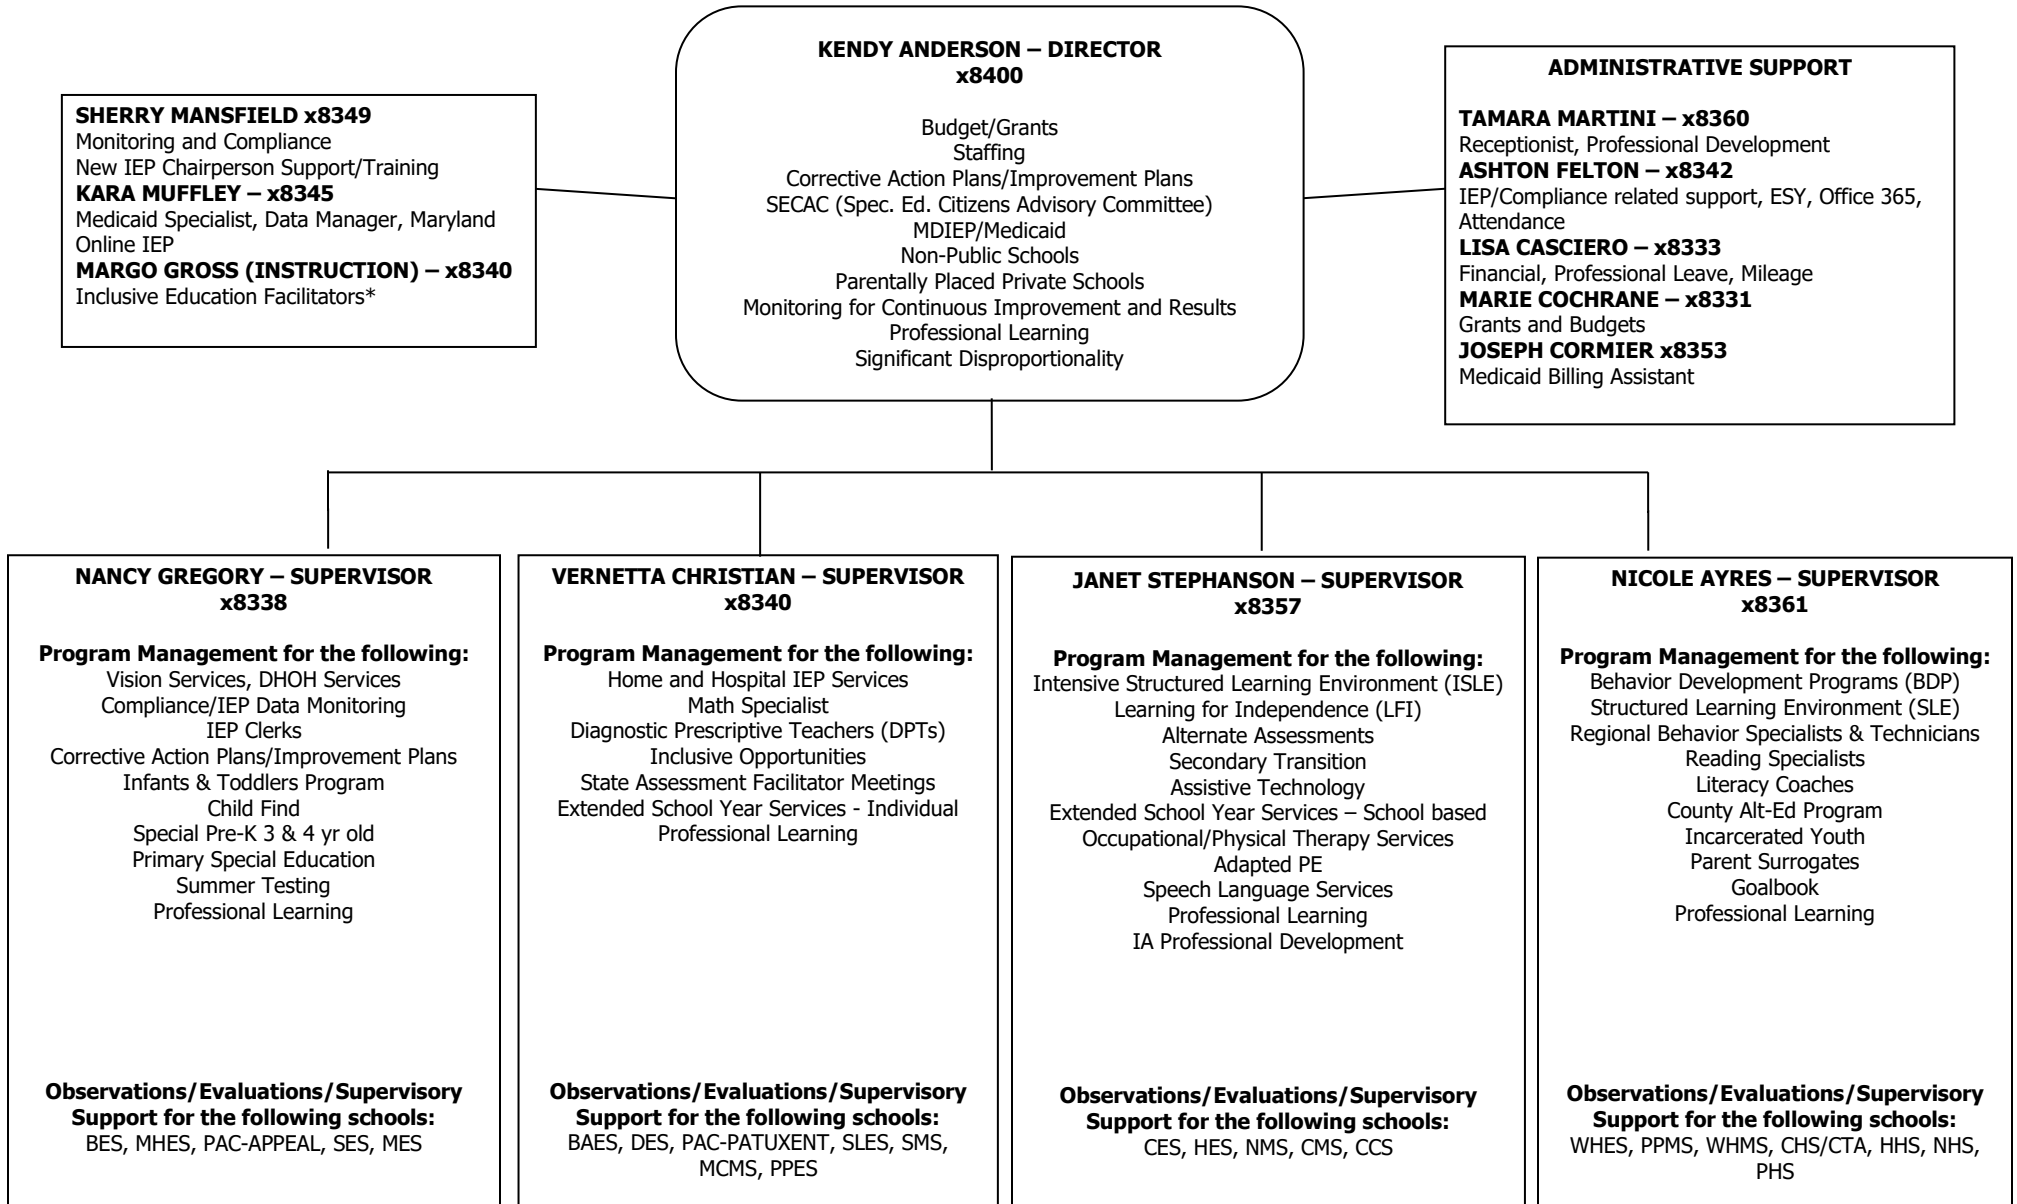 KENDY ANDERSON – DIRECTOR
x8400
Budget/Grants
Staffing
Corrective Action Plans/Improvement Plans
SECAC (Spec. Ed. Citizens Advisory Committee)
MDIEP/Medicaid
Non-Public Schools
Parentally Placed Private Schools
Monitoring for Continuous Improvement and Results
Professional Learning
Significant Disproportionality
SHERRY MANSFIELD x8349
Monitoring and Compliance
New IEP Chairperson Support/Training
KARA MUFFLEY – x8345
Medicaid Specialist, Data Manager, Maryland
Online IEP
MARGO GROSS (INSTRUCTION) – x8340
Inclusive Education Facilitators*
ADMINISTRATIVE SUPPORT
TAMARA MARTINI – x8360
Receptionist, Professional Development
ASHTON FELTON – x8342
IEP/Compliance related support, ESY, Office 365,
Attendance
LISA CASCIERO – x8333
Financial, Professional Leave, Mileage
MARIE COCHRANE – x8331
Grants and Budgets
JOSEPH CORMIER x8353
Medicaid Billing Assistant
NANCY GREGORY – SUPERVISOR
x8338
Program Management for the following:
Vision Services, DHOH Services
Compliance/IEP Data Monitoring
IEP Clerks
Corrective Action Plans/Improvement Plans
Infants & Toddlers Program
Child Find
Special Pre-K 3 & 4 yr old
Primary Special Education
Summer Testing
Professional Learning
Observations/Evaluations/Supervisory
Support for the following schools:
BES, MHES, PAC-APPEAL, SES, MES
VERNETTA CHRISTIAN – SUPERVISOR
x8340
Program Management for the following:
Home and Hospital IEP Services
Math Specialist
Diagnostic Prescriptive Teachers (DPTs)
Inclusive Opportunities
State Assessment Facilitator Meetings
Extended School Year Services - Individual
Professional Learning
Observations/Evaluations/Supervisory
Support for the following schools:
BAES, DES, PAC-PATUXENT, SLES, SMS,
MCMS, PPES
JANET STEPHANSON – SUPERVISOR
x8357
Program Management for the following:
Intensive Structured Learning Environment (ISLE)
Learning for Independence (LFI)
Alternate Assessments
Secondary Transition
Assistive Technology
Extended School Year Services – School based
Occupational/Physical Therapy Services
Adapted PE
Speech Language Services
Professional Learning
IA Professional Development
Observations/Evaluations/Supervisory
Support for the following schools:
CES, HES, NMS, CMS, CCS
NICOLE AYRES – SUPERVISOR
x8361
Program Management for the following:
Behavior Development Programs (BDP)
Structured Learning Environment (SLE)
Regional Behavior Specialists & Technicians
Reading Specialists
Literacy Coaches
County Alt-Ed Program
Incarcerated Youth
Parent Surrogates
Goalbook
Professional Learning
Observations/Evaluations/Supervisory
Support for the following schools:
WHES, PPMS, WHMS, CHS/CTA, HHS, NHS,
PHS